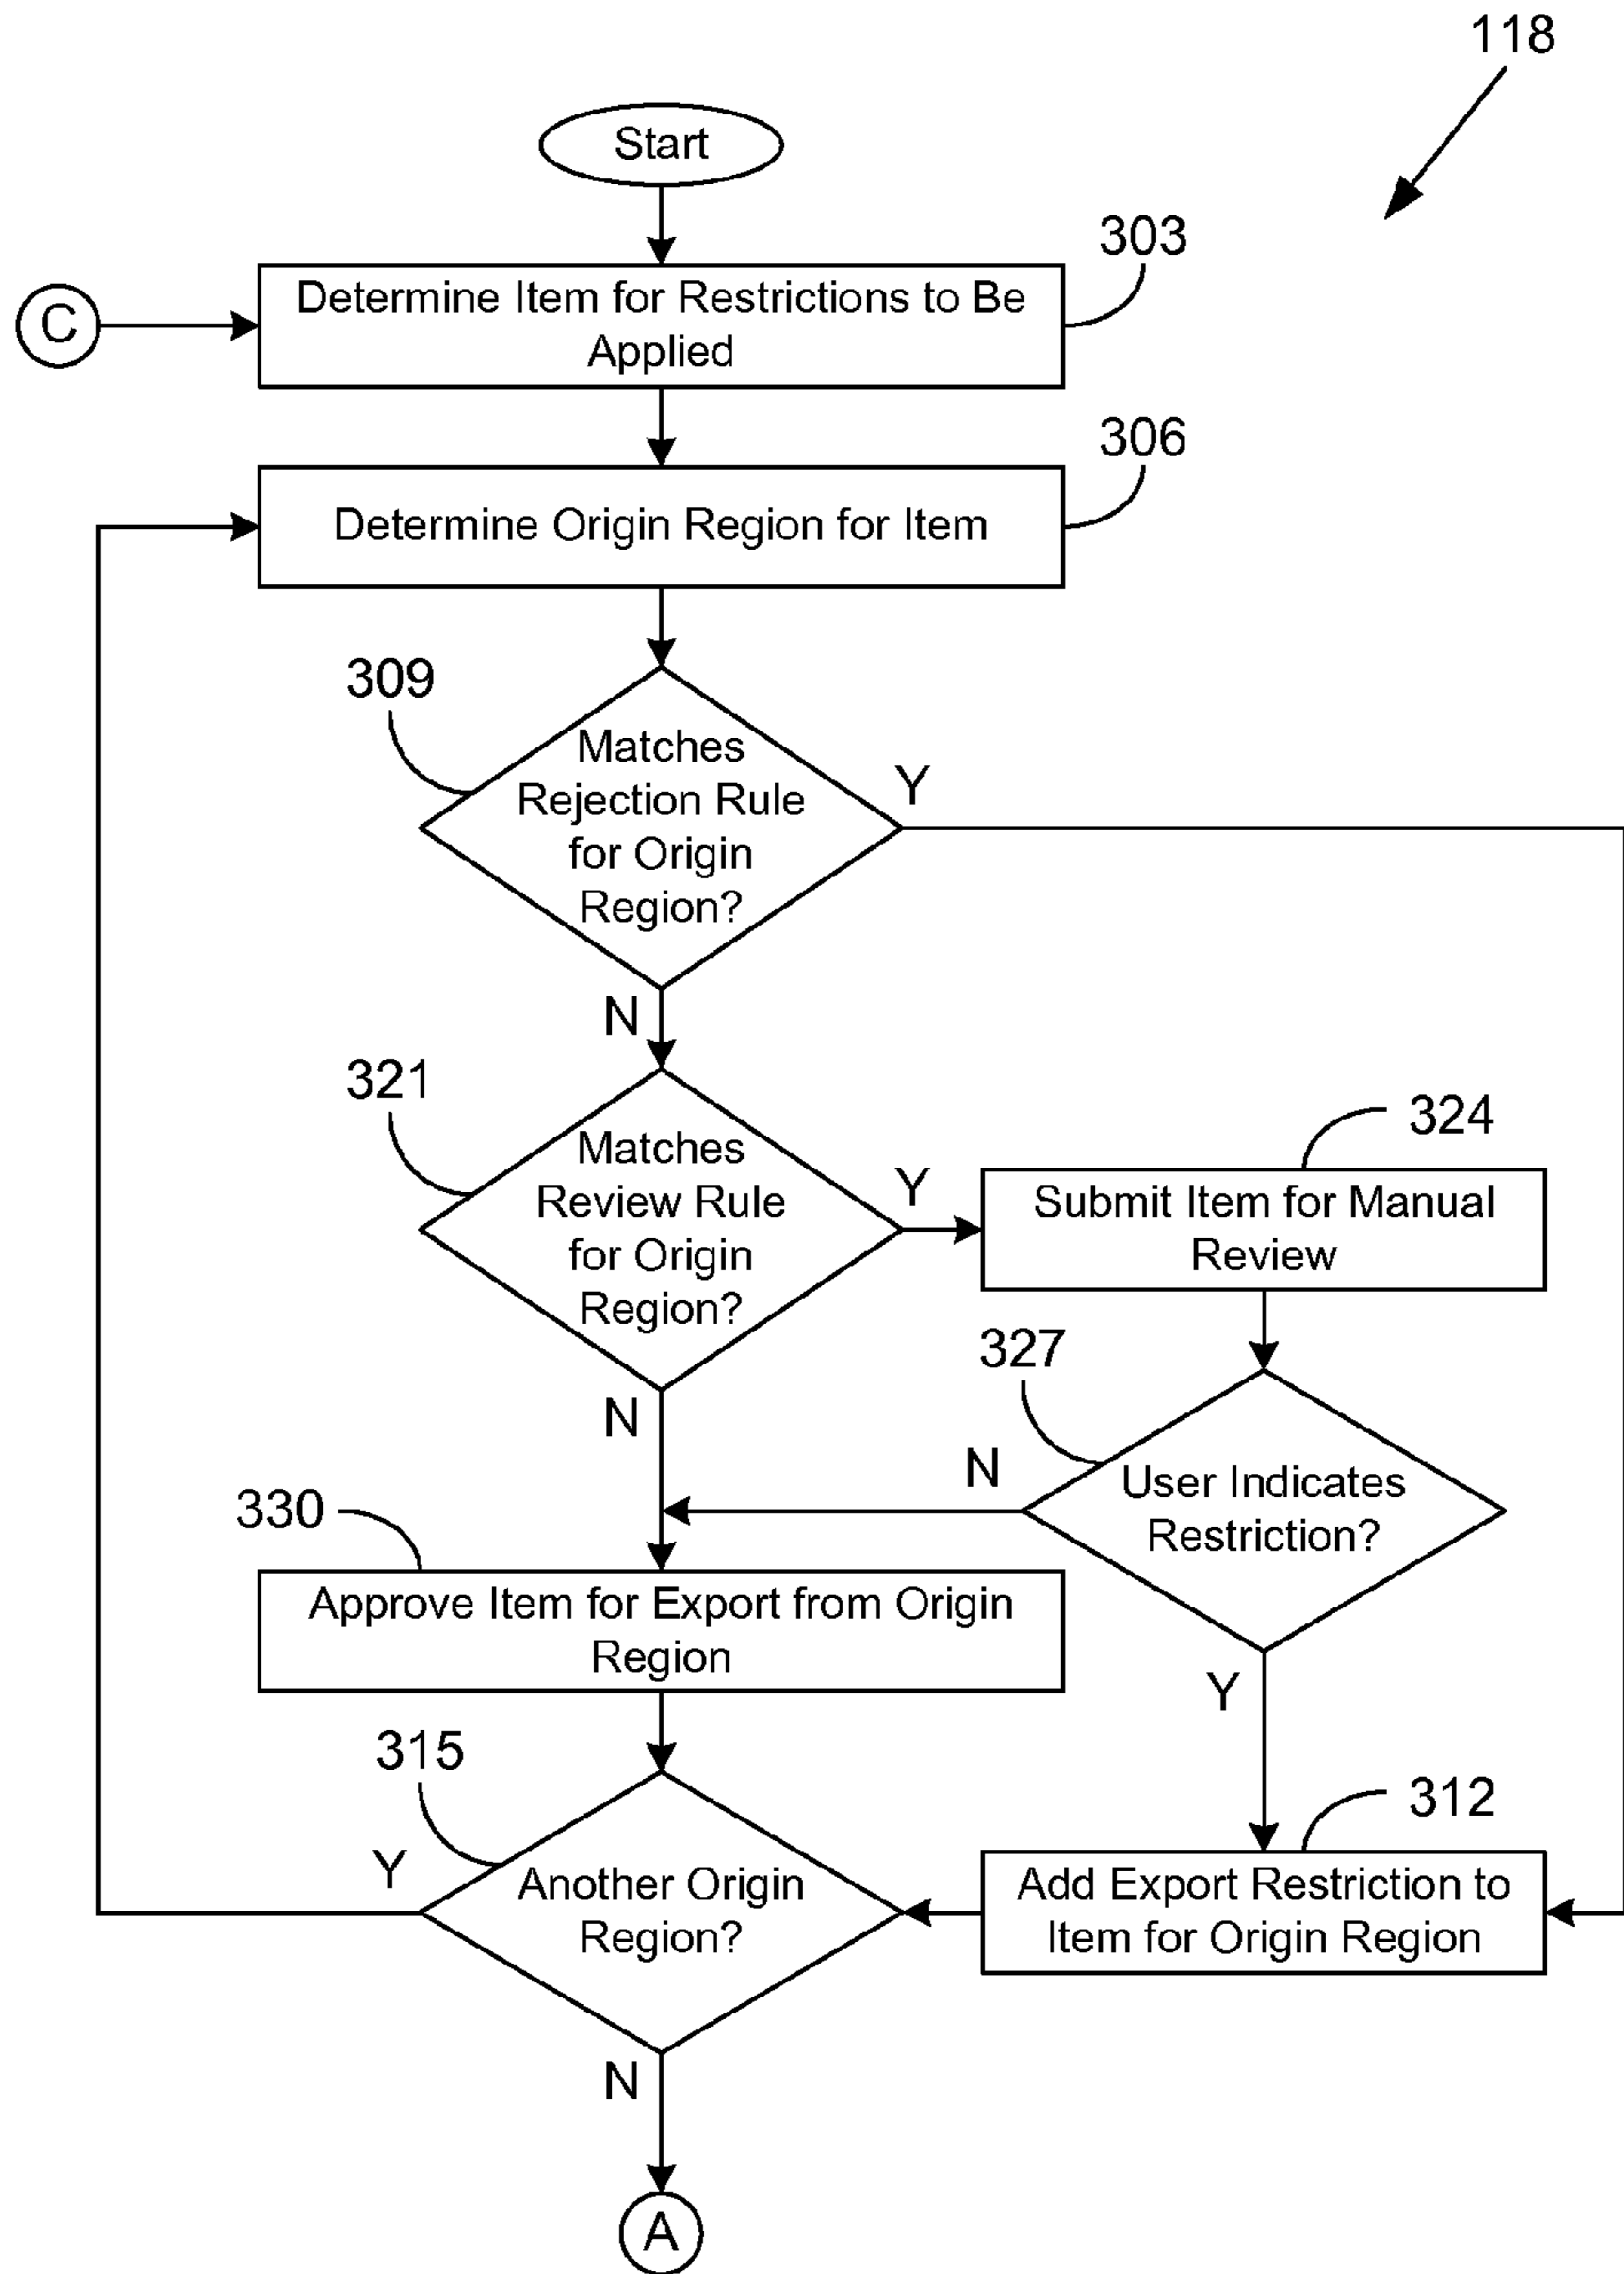 118
Start
303
C
Determine Item for Restrictions to Be
Applied
306
Determine Origin Region for Item
309
Matches
Rejection Rule
for Origin
Region?
Y
N
321
Matches
Review Rule
for Origin
Region?
Y
324
Submit Item for Manual
Review
N
327
User Indicates
Restriction?
N
Y
330
Approve Item for Export from Origin
Region
315
Another Origin
Region?
Y
312
Add Export Restriction to
Item for Origin Region
N
A